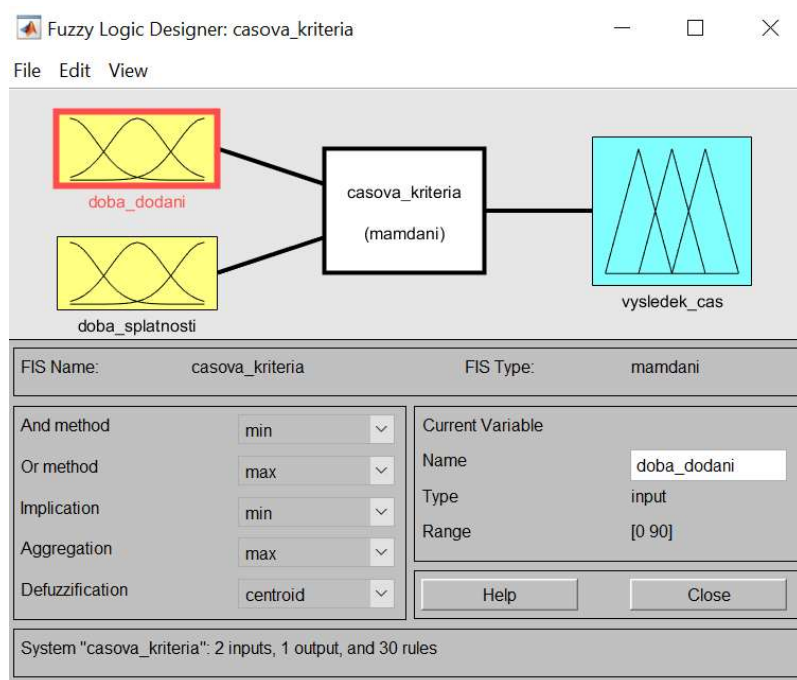 Fuzzy Logic Designer: casova_kriteria
File Edit View
doba_dodani
casova_kriteria
(mamdani)
doba_splatnosti
vysledek_cas
FIS Name: casova_kriteria FIS Type: mamdani
And method min
Or method max
Implication min
Aggregation max
Defuzzification centroid
Current Variable
Name doba_dodani
Type input
Range [0 90]
Help Close
System "casova_kriteria": 2 inputs, 1 output, and 30 rules